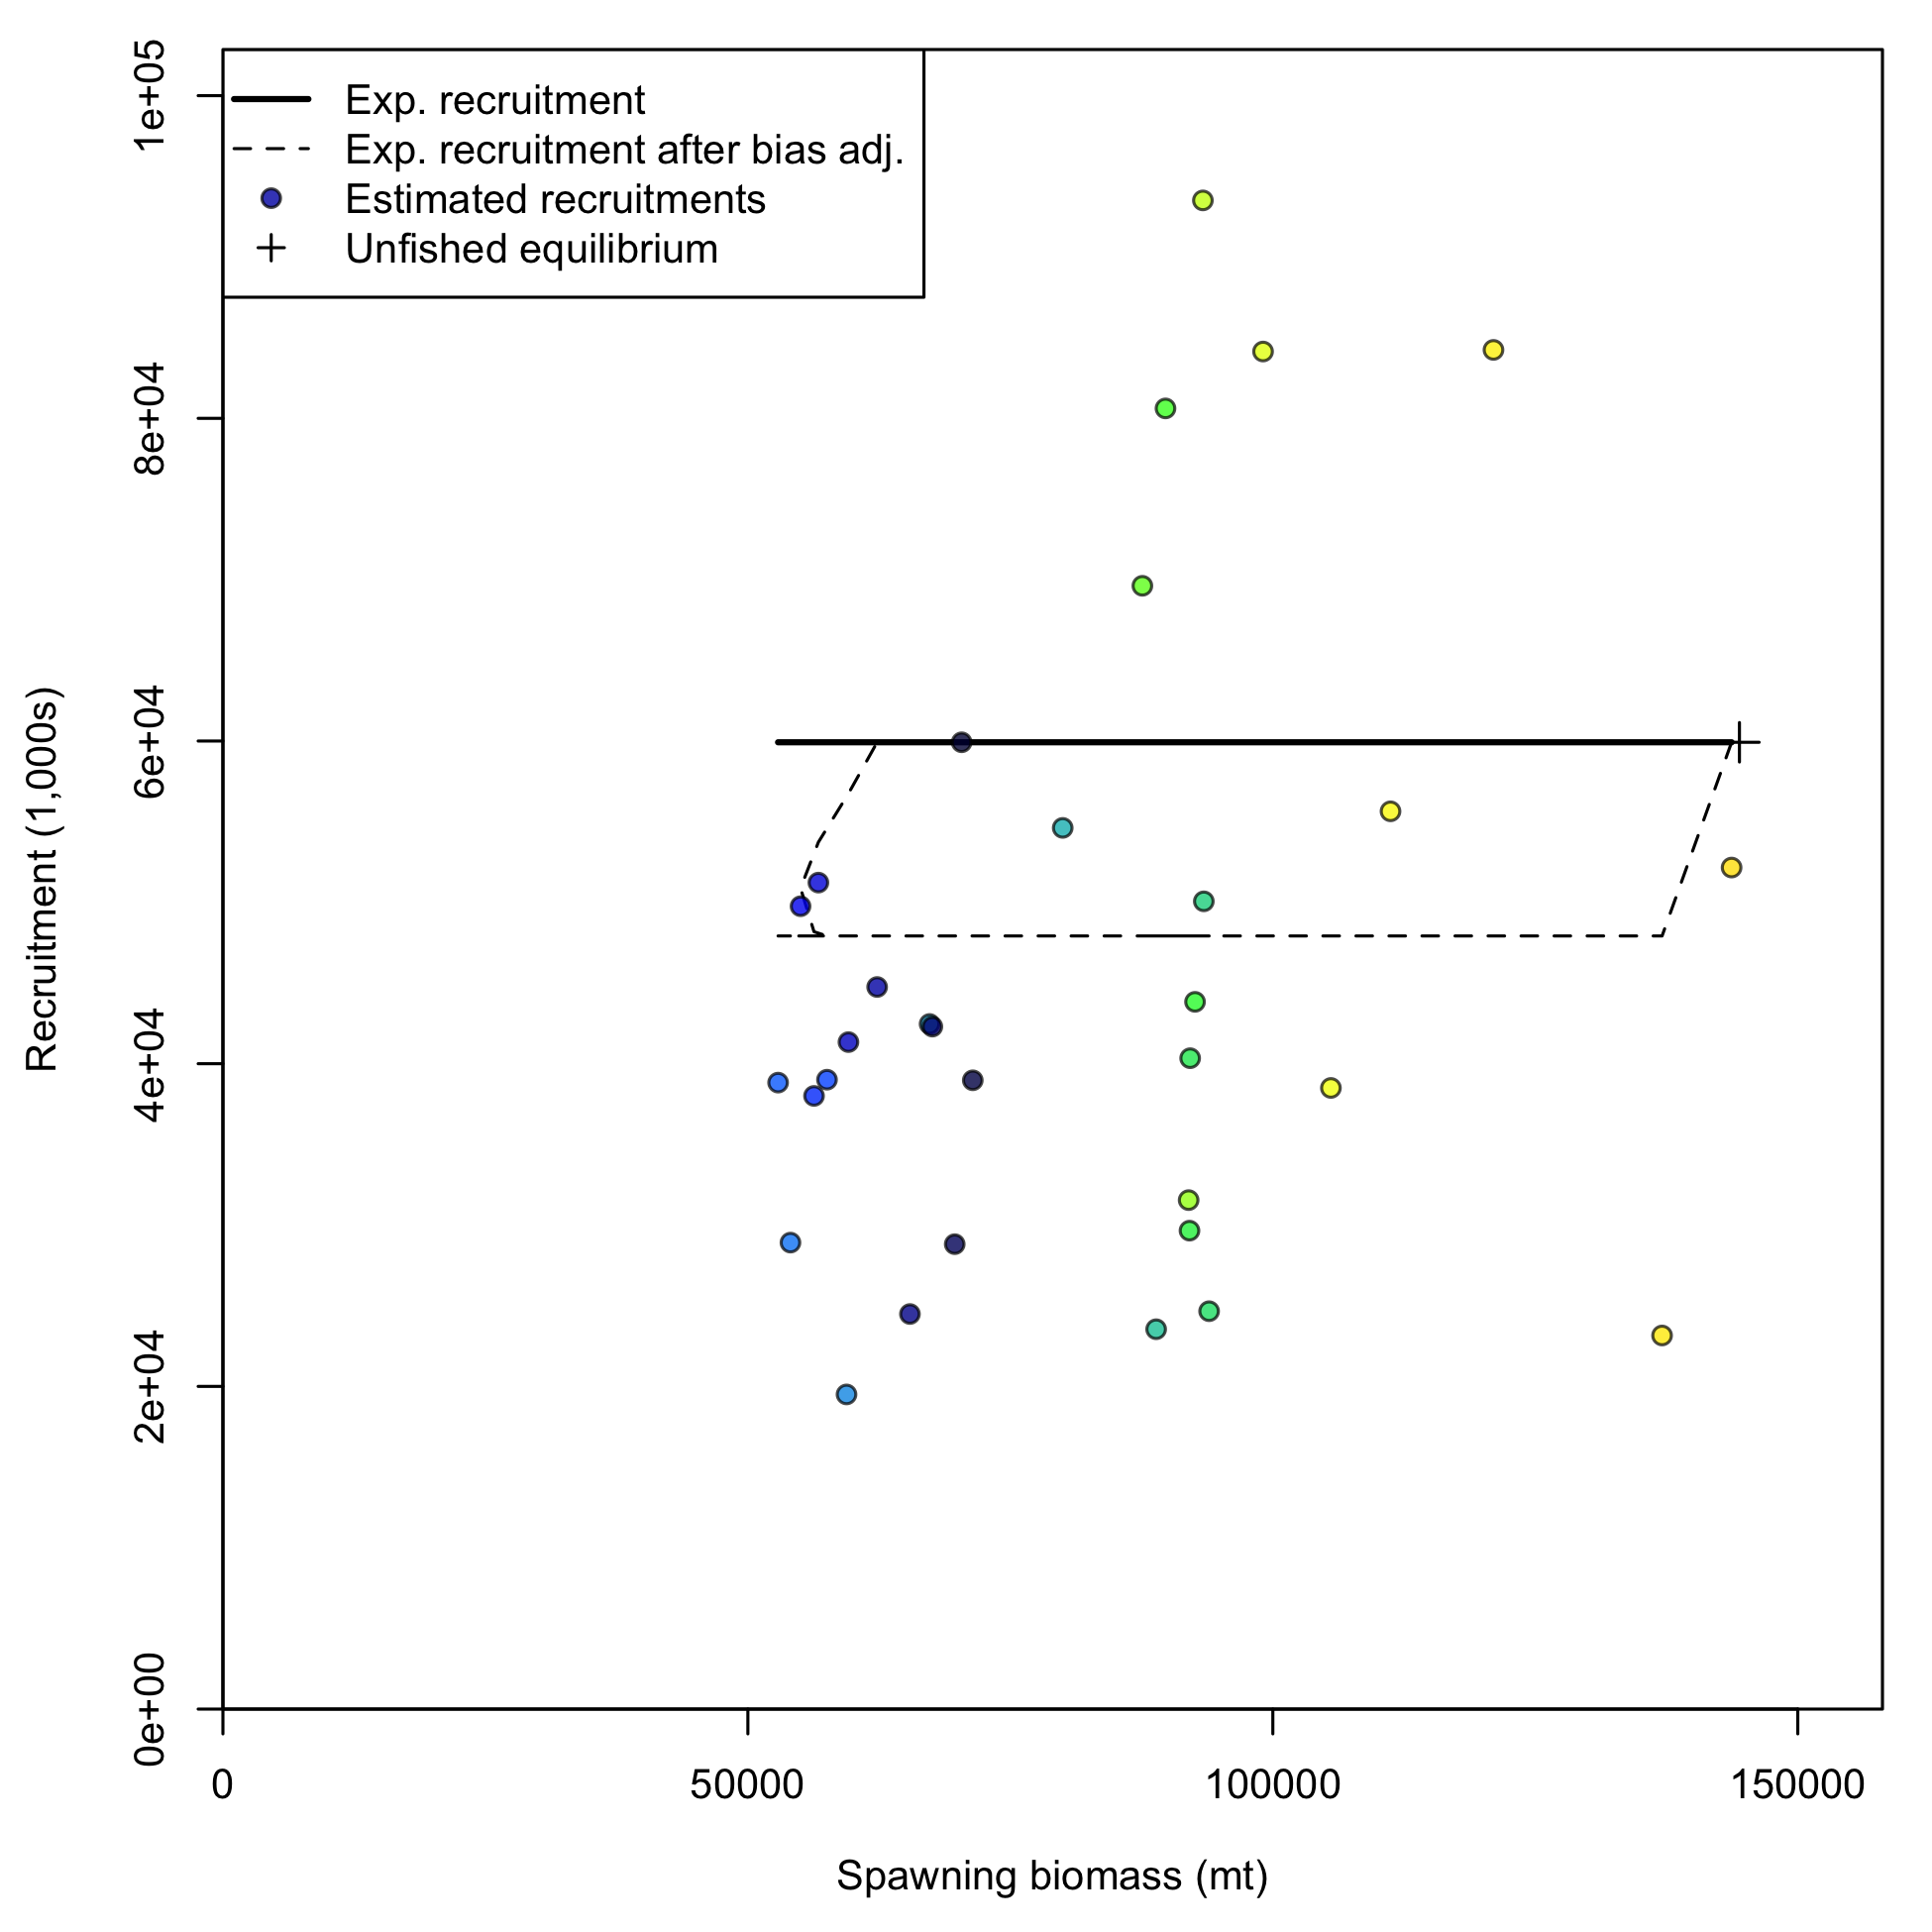 Exp. recruitment
Exp. recruitment after bias adj.
Estimated recruitments
Unfished equilibrium
1e+05
8e+04
6e+04
4e+04
2e+04
0e+00
Recruitment (1,000s)
0 50000 100000 150000
Spawning biomass (mt)